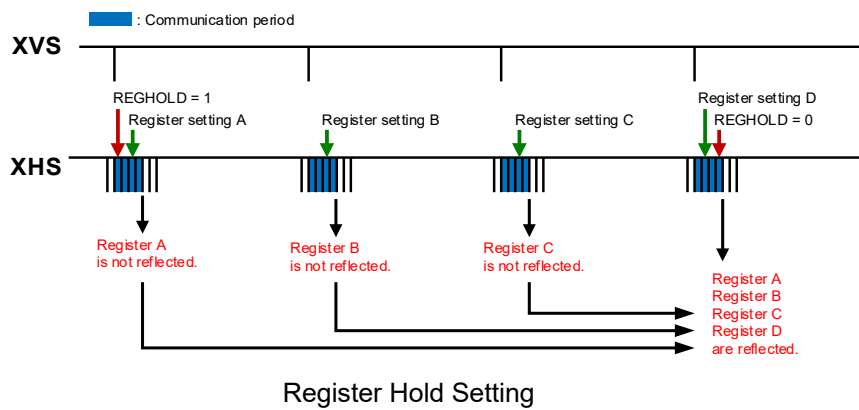 : Communication period
XVS
REGHOLD = 1
Register setting A
Register setting B
Register setting C
Register setting D
REGHOLD = 0
XHS
Register A
is not reflected.
Register B
is not reflected.
Register C
is not reflected.
Register A
Register B
Register C
Register D
are reflected.
Register Hold Setting